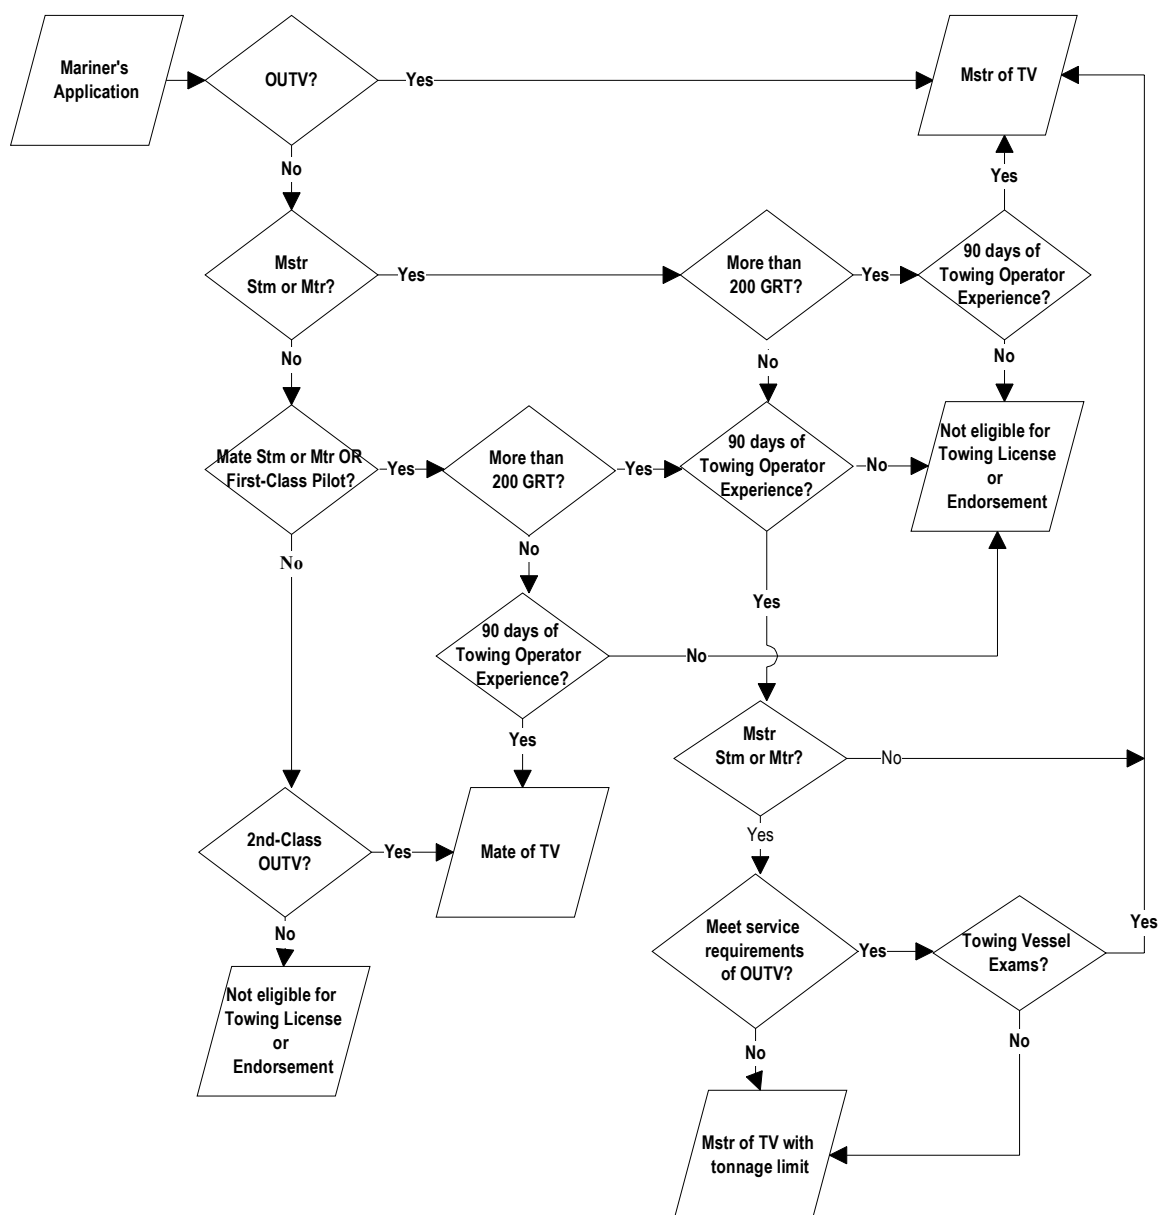 Mariner's
Application
OUTV?
Yes
Mstr of TV
No
Yes
Mstr
Stm or Mtr?
Yes
More than
200 GRT?
Yes
90 days of
Towing Operator
Experience?
No
No
No
Mate Stm or Mtr OR
First-Class Pilot?
Yes
More than
200 GRT?
Yes
90 days of
Towing Operator
Experience?
No
Not eligible for
Towing License
or
Endorsement
No
No
Yes
90 days of
Towing Operator
Experience?
No
Yes
Mstr
Stm or Mtr?
No
Yes
2nd-Class
OUTV?
Yes
Mate of TV
No
Meet service
requirements
of OUTV?
Yes
Towing Vessel
Exams?
Yes
Not eligible for
Towing License
or
Endorsement
No
No
Mstr of TV with
tonnage limit